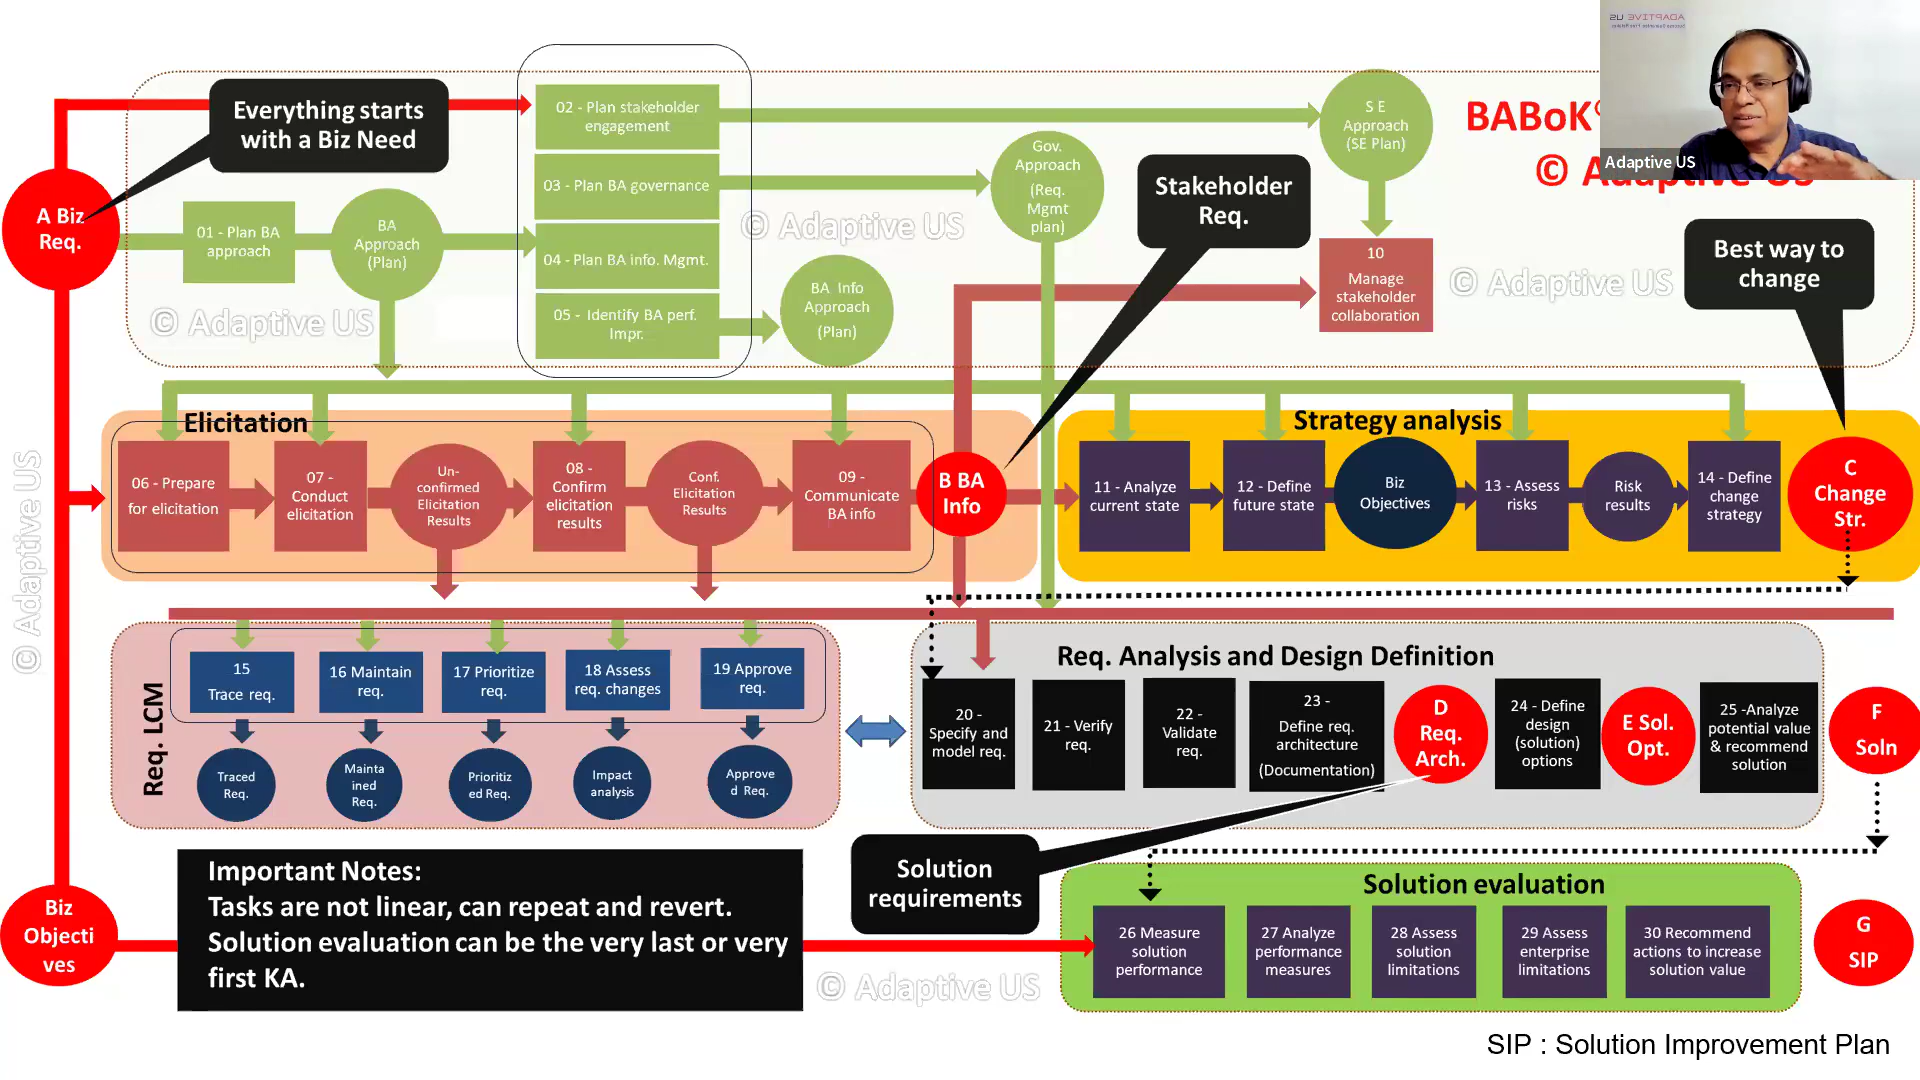 Everything starts
with a Biz Need
A Biz
Req.
01 - Plan BA
approach
BA
Approach
(Plan)
02 - Plan stakeholder
engagement
03 - Plan BA governance
04 - Plan BA info. Mgmt.
05 - Identify BA perf.
Impr.
Gov.
Approach
(Req.
Mgmt
plan)
BA Info
Approach
(Plan)
S E
Approach
(SE Plan)
10
Manage
stakeholder
collaboration
Stakeholder
Req.
Best way to
change
BABoK
©
Adaptive US
© Adaptive US
© Adaptive US
© Adaptive US
© Adaptive US
Elicitation
06 - Prepare
for elicitation
07 -
Conduct
elicitation
Un-
confirmed
Elicitation
Results
08 -
Confirm
elicitation
results
Conf.
Elicitation
Results
09 -
Communicate
BA info
B BA
Info
Strategy analysis
11 - Analyze
current state
12 - Define
future state
Biz
Objectives
13 - Assess
risks
Risk
results
14 - Define
change
strategy
C
Change
Str.
Req. LCM
15
Trace req.
16 Maintain
req.
17 Prioritize
req.
18 Assess
req. changes
19 Approve
req.
Traced
Req.
Mainta
ined
Req.
Prioritiz
ed Req.
Impact
analysis
Approve
d Req.
Req. Analysis and Design Definition
20 -
Specify and
model req.
21 - Verify
req.
22 -
Validate
req.
23 -
Define req.
architecture
(Documentation)
D
Req.
Arch.
24 - Define
design
(solution)
options
E Sol.
Opt.
25 -Analyze
potential value
& recommend
solution
F
Soln
Biz
Objecti
ves
Important Notes:
Tasks are not linear, can repeat and revert.
Solution evaluation can be the very last or very
first KA.
Solution
requirements
© Adaptive US
Solution evaluation
26 Measure
solution
performance
27 Analyze
performance
measures
28 Assess
solution
limitations
29 Assess
enterprise
limitations
30 Recommend
actions to increase
solution value
G
SIP
SIP : Solution Improvement Plan